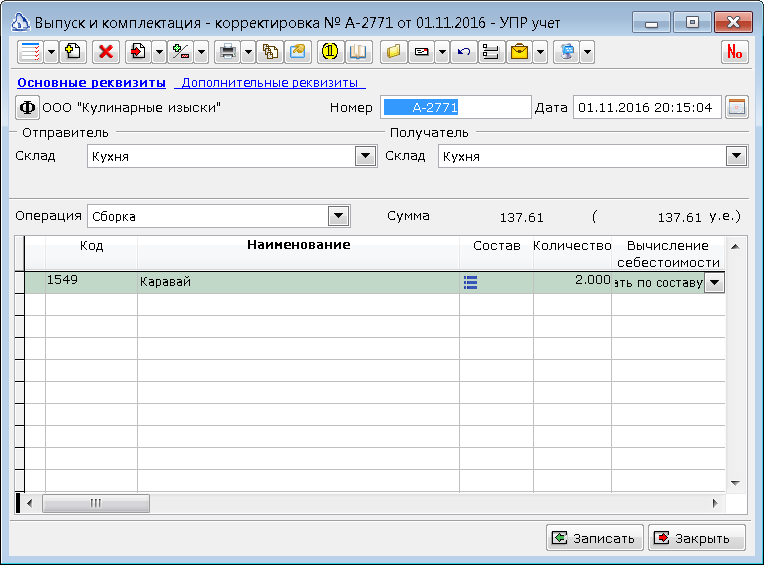 Выпуск и комплектация - корректировка № А-2771 от 01.11.2016 - УПР учет
№
Основные реквизиты Дополнительные реквизиты
Ф ООО "Кулинарные изыски" Номер А-2771 Дата 01.11.2016 20:15:04
Отправитель Получатель
Склад Кухня Склад Кухня
Операция Сборка Сумма 137.61 ( 137.61 у.е.)
Код Наименование Состав Количество Вычисление
себестоимости
1549 Каравай 2.000 ать по составу
Записать Закрыть